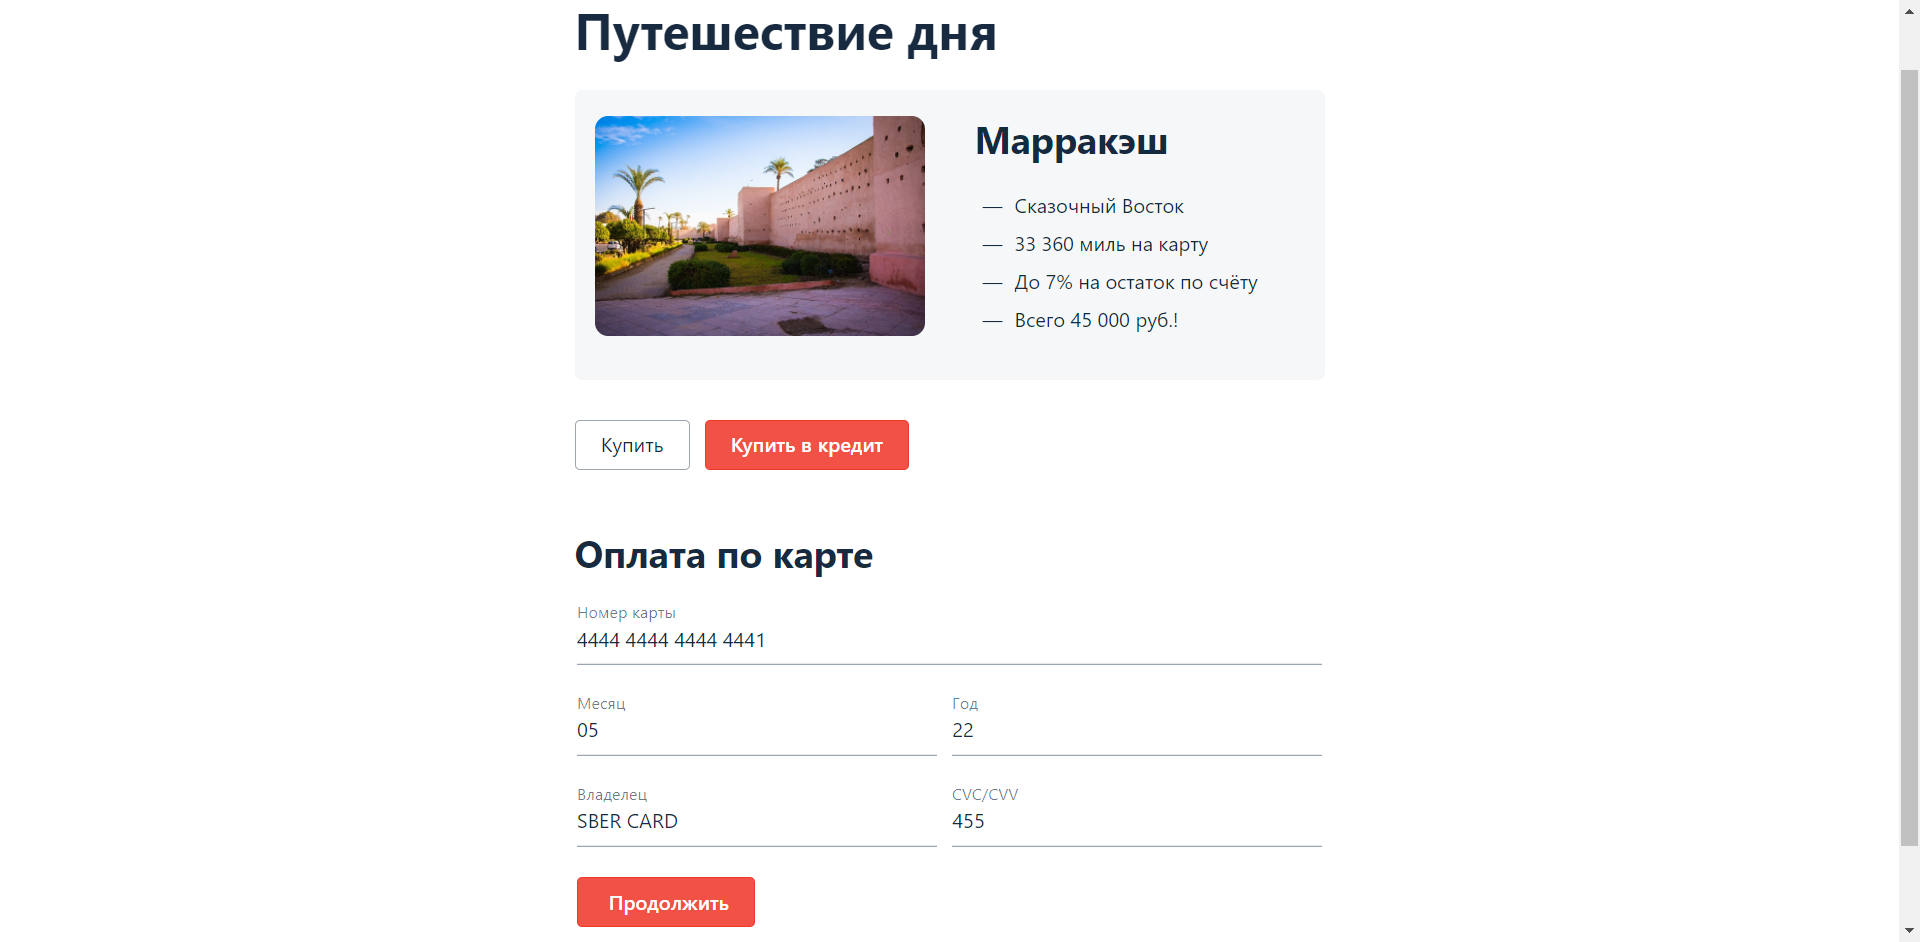 Путешествие дня
Марракэш
— Сказочный Восток
— 33 360 миль на карту
— До 7% на остаток по счёту
— Всего 45 000 руб.!
Купить
Купить в кредит
Оплата по карте
Номер карты
4444 4444 4444 4441
Месяц
Год
05
22
Владелец
CVC/CVV
SBER CARD
455
Продолжить